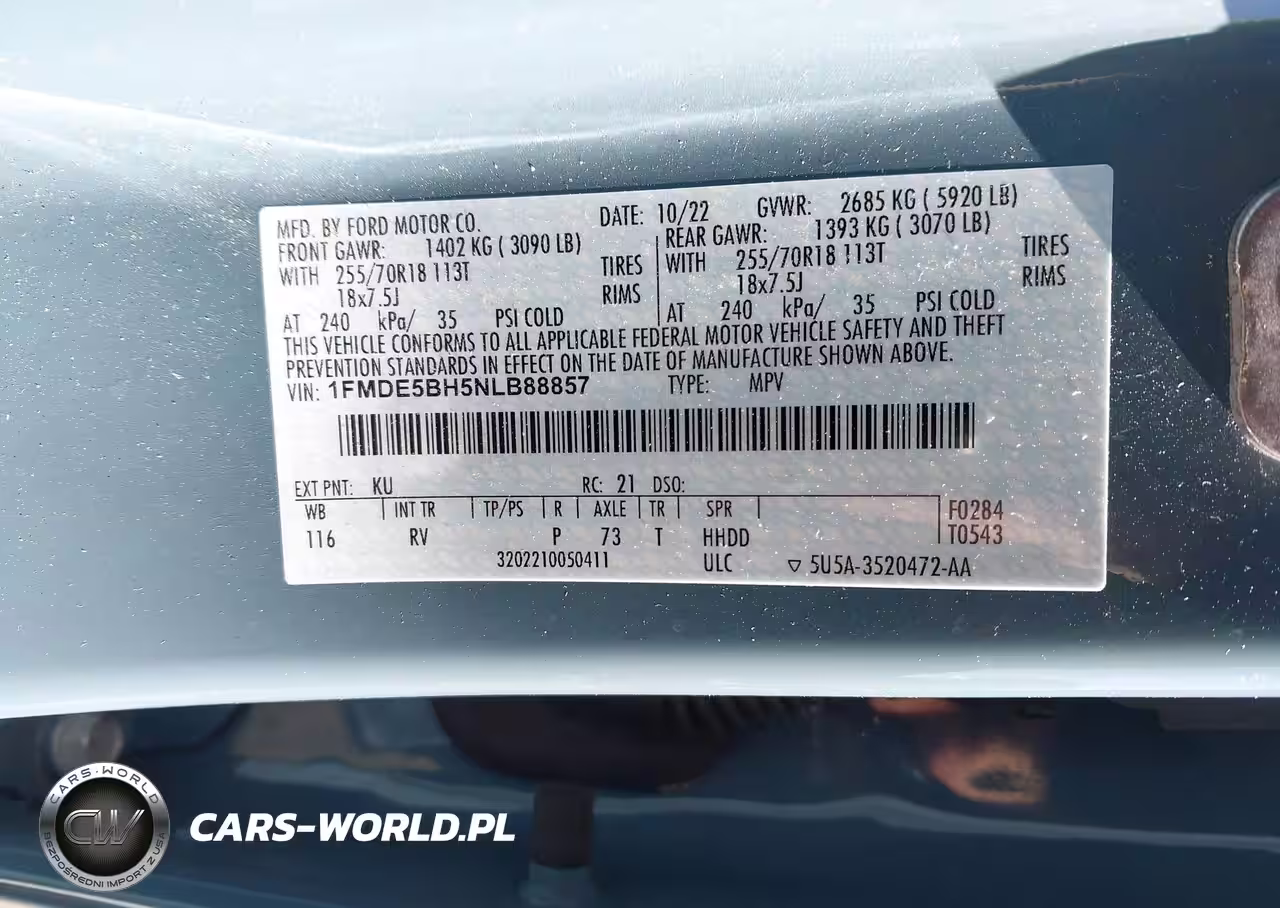 MFD. BY FORD MOTOR CO. DATE: 10/22 GVWR: 2685 KG ( 5920 LB)
FRONT GAWR: 1402 KG ( 3090 LB) REAR GAWR: 1393 KG ( 3070 LB)
WITH 255/70R18 113T TIRES WITH 255/70R18 113T TIRES
18x7.5J RIMS 18x7.5J RIMS
AT 240 kPa/ 35 PSI COLD AT 240 kPa/ 35 PSI COLD
THIS VEHICLE CONFORMS TO ALL APPLICABLE FEDERAL MOTOR VEHICLE SAFETY AND THEFT
PREVENTION STANDARDS IN EFFECT ON THE DATE OF MANUFACTURE SHOWN ABOVE.
VIN: 1FMDE5BH5NLB88857 TYPE: MPV
EXT PNT: KU RC: 21 DSO:
WB INT TR TP/PS R AXLE TR SPR F0284
116 RV P 73 T HHDD T0543
3202210050411 ULC ▽ 5U5A-3520472-AA
CARS-WORLD
CW
BEZPOŚREDNI IMPORT Z USA
CARS-WORLD.PL